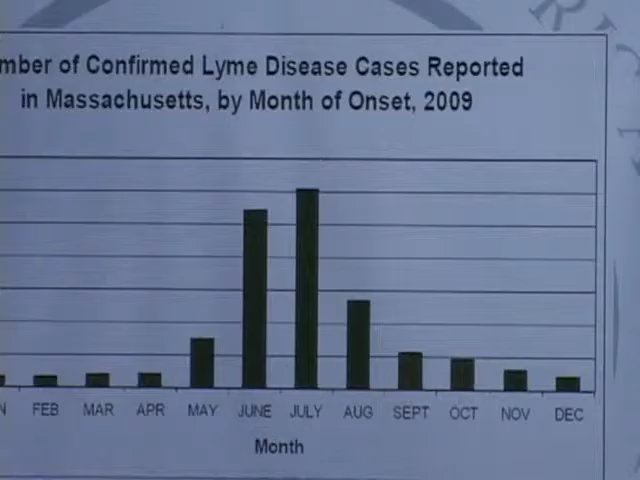 mber of Confirmed Lyme Disease Cases Reported
in Massachusetts, by Month of Onset, 2009
N FEB MAR APR MAY JUNE JULY AUG SEPT OCT NOV DEC
Month